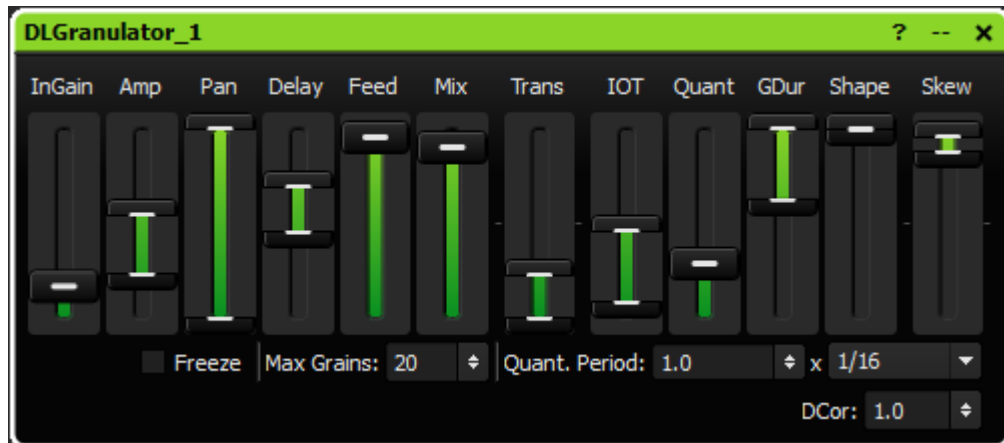 DLGranulator_1 ? -- ×
InGain Amp Pan Delay Feed Mix Trans IOT Quant GDur Shape Skew
Freeze Max Grains: 20 Quant. Period: 1.0 x 1/16
DCor: 1.0